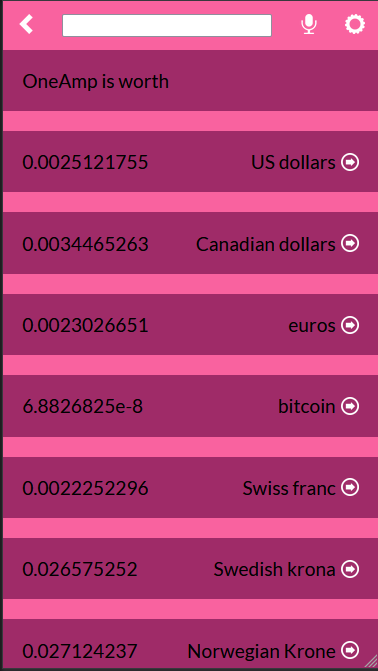 OneAmp is worth
0.0025121755 US dollars
0.0034465263 Canadian dollars
0.0023026651 euros
6.8826825e-8 bitcoin
0.0022252296 Swiss franc
0.026575252 Swedish krona
0.027124237 Norwegian Krone